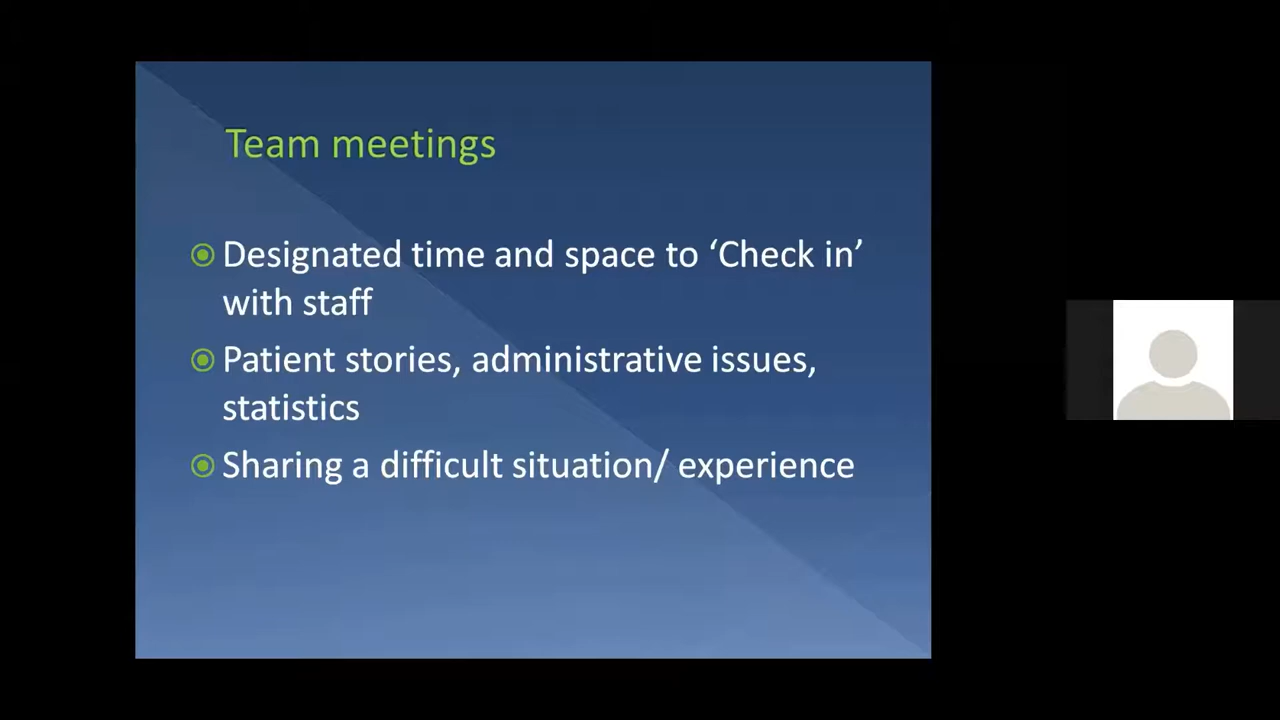 Team meetings
Designated time and space to ‘Check in’
with staff
Patient stories, administrative issues,
statistics
Sharing a difficult situation/ experience